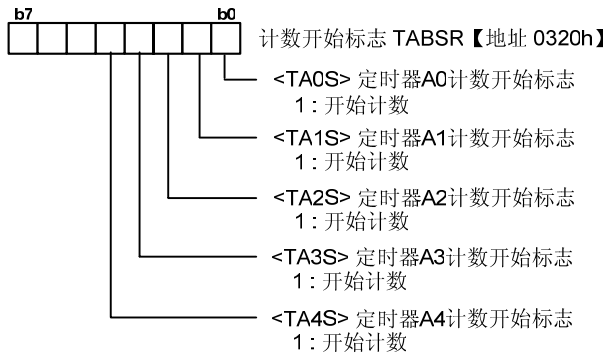 b7 b0
计数开始标志 TABSR【地址 0320h】
<TA0S> 定时器A0计数开始标志
1 : 开始计数
<TA1S> 定时器A1计数开始标志
1 : 开始计数
<TA2S> 定时器A2计数开始标志
1 : 开始计数
<TA3S> 定时器A3计数开始标志
1 : 开始计数
<TA4S> 定时器A4计数开始标志
1 : 开始计数